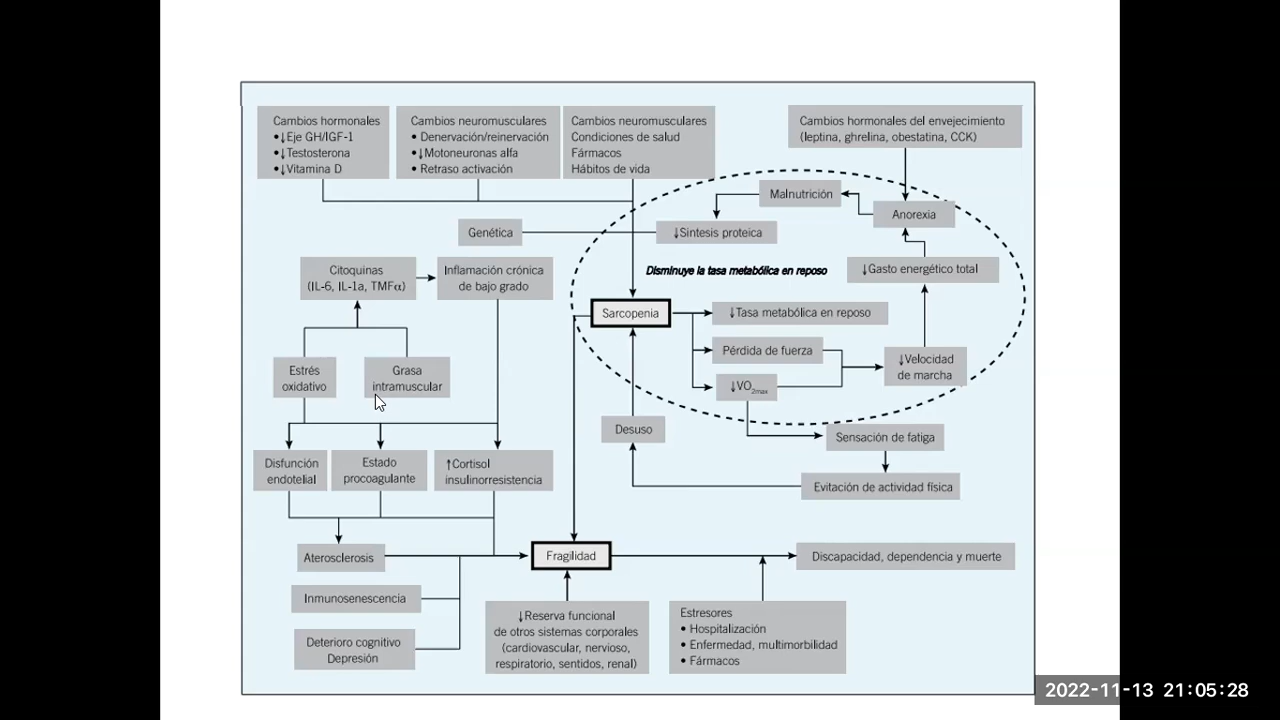 Cambios hormonales
•↓Eje GH/IGF-1
•↓Testosterona
•↓Vitamina D
Cambios neuromusculares
• Denervación/reinervación
•↓Motoneuronas alfa
• Retraso activación
Cambios neuromusculares
Condiciones de salud
Fármacos
Hábitos de vida
Cambios hormonales del envejecimiento
(leptina, ghrelina, obestatina, CCK)
Malnutrición
Anorexia
Genética
↓Sintesis proteica
Citoquinas
(IL-6, IL-1a, TMFα)
Inflamación crónica
de bajo grado
Disminuye la tasa metabólica en reposo
↓Gasto energético total
Sarcopenia
↓Tasa metabólica en reposo
Pérdida de fuerza
↓VO2max
↓Velocidad
de marcha
Estrés
oxidativo
Grasa
intramuscular
Desuso
Sensación de fatiga
Evitación de actividad física
Disfunción
endotelial
Estado
procoagulante
↑Cortisol
insulinorresistencia
Aterosclerosis
Fragilidad
Discapacidad, dependencia y muerte
Inmunosenescencia
Deterioro cognitivo
Depresión
↓Reserva funcional
de otros sistemas corporales
(cardiovascular, nervioso,
respiratorio, sentidos, renal)
Estresores
• Hospitalización
• Enfermedad, multimorbilidad
• Fármacos
2022-11-13 21:05:28